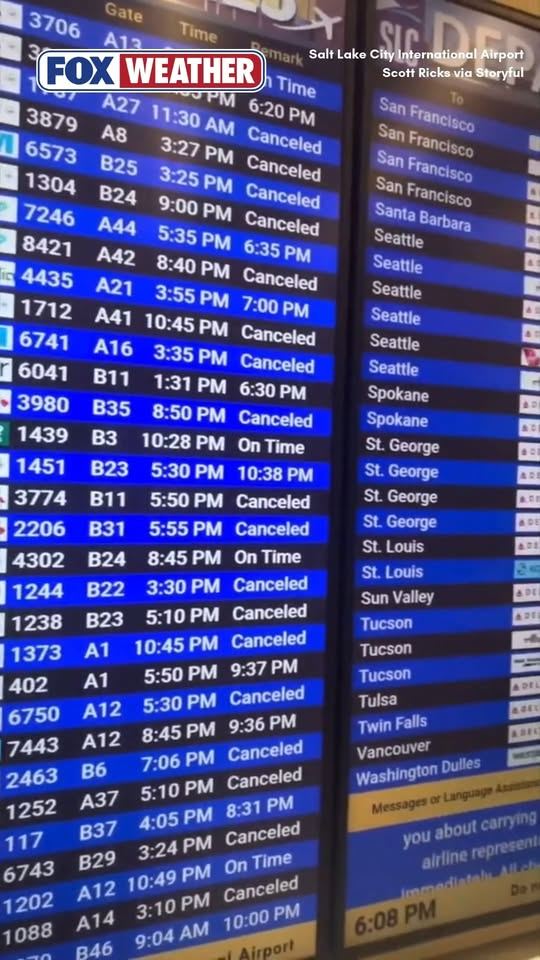 EST
SLC DEPA
FOX WEATHER
Salt Lake City International Airport
Scott Ricks via Storyful
Gate Time Remark
3706 A13 On Time
6:20 PM
A27 11:30 AM Canceled
3879 A8 3:27 PM Canceled
6573 B25 3:25 PM Canceled
1304 B24 9:00 PM Canceled
7246 A44 5:35 PM 6:35 PM
8421 A42 8:40 PM Canceled
4435 A21 3:55 PM 7:00 PM
1712 A41 10:45 PM Canceled
6741 A16 3:35 PM Canceled
6041 B11 1:31 PM 6:30 PM
3980 B35 8:50 PM Canceled
1439 B3 10:28 PM On Time
1451 B23 5:30 PM 10:38 PM
3774 B11 5:50 PM Canceled
2206 B31 5:55 PM Canceled
4302 B24 8:45 PM On Time
1244 B22 3:30 PM Canceled
1238 B23 5:10 PM Canceled
1373 A1 10:45 PM Canceled
402 A1 5:50 PM 9:37 PM
6750 A12 5:30 PM Canceled
7443 A12 8:45 PM 9:36 PM
2463 B6 7:06 PM Canceled
1252 A37 5:10 PM Canceled
117 B37 4:05 PM 8:31 PM
6743 B29 3:24 PM Canceled
1202 A12 10:49 PM On Time
1088 A14 3:10 PM Canceled
B46 9:04 AM 10:00 PM
Airport
To
San Francisco
San Francisco
San Francisco
San Francisco
Santa Barbara
Seattle
Seattle
Seattle
Seattle
Seattle
Seattle
Spokane
Spokane
St. George
St. George
St. George
St. George
St. Louis
St. Louis
Sun Valley
Tucson
Tucson
Tucson
Tulsa
Twin Falls
Vancouver
Washington Dulles
Messages or Language Assistan
you about carrying
airline represent
immediately. All ch
Do n
6:08 PM